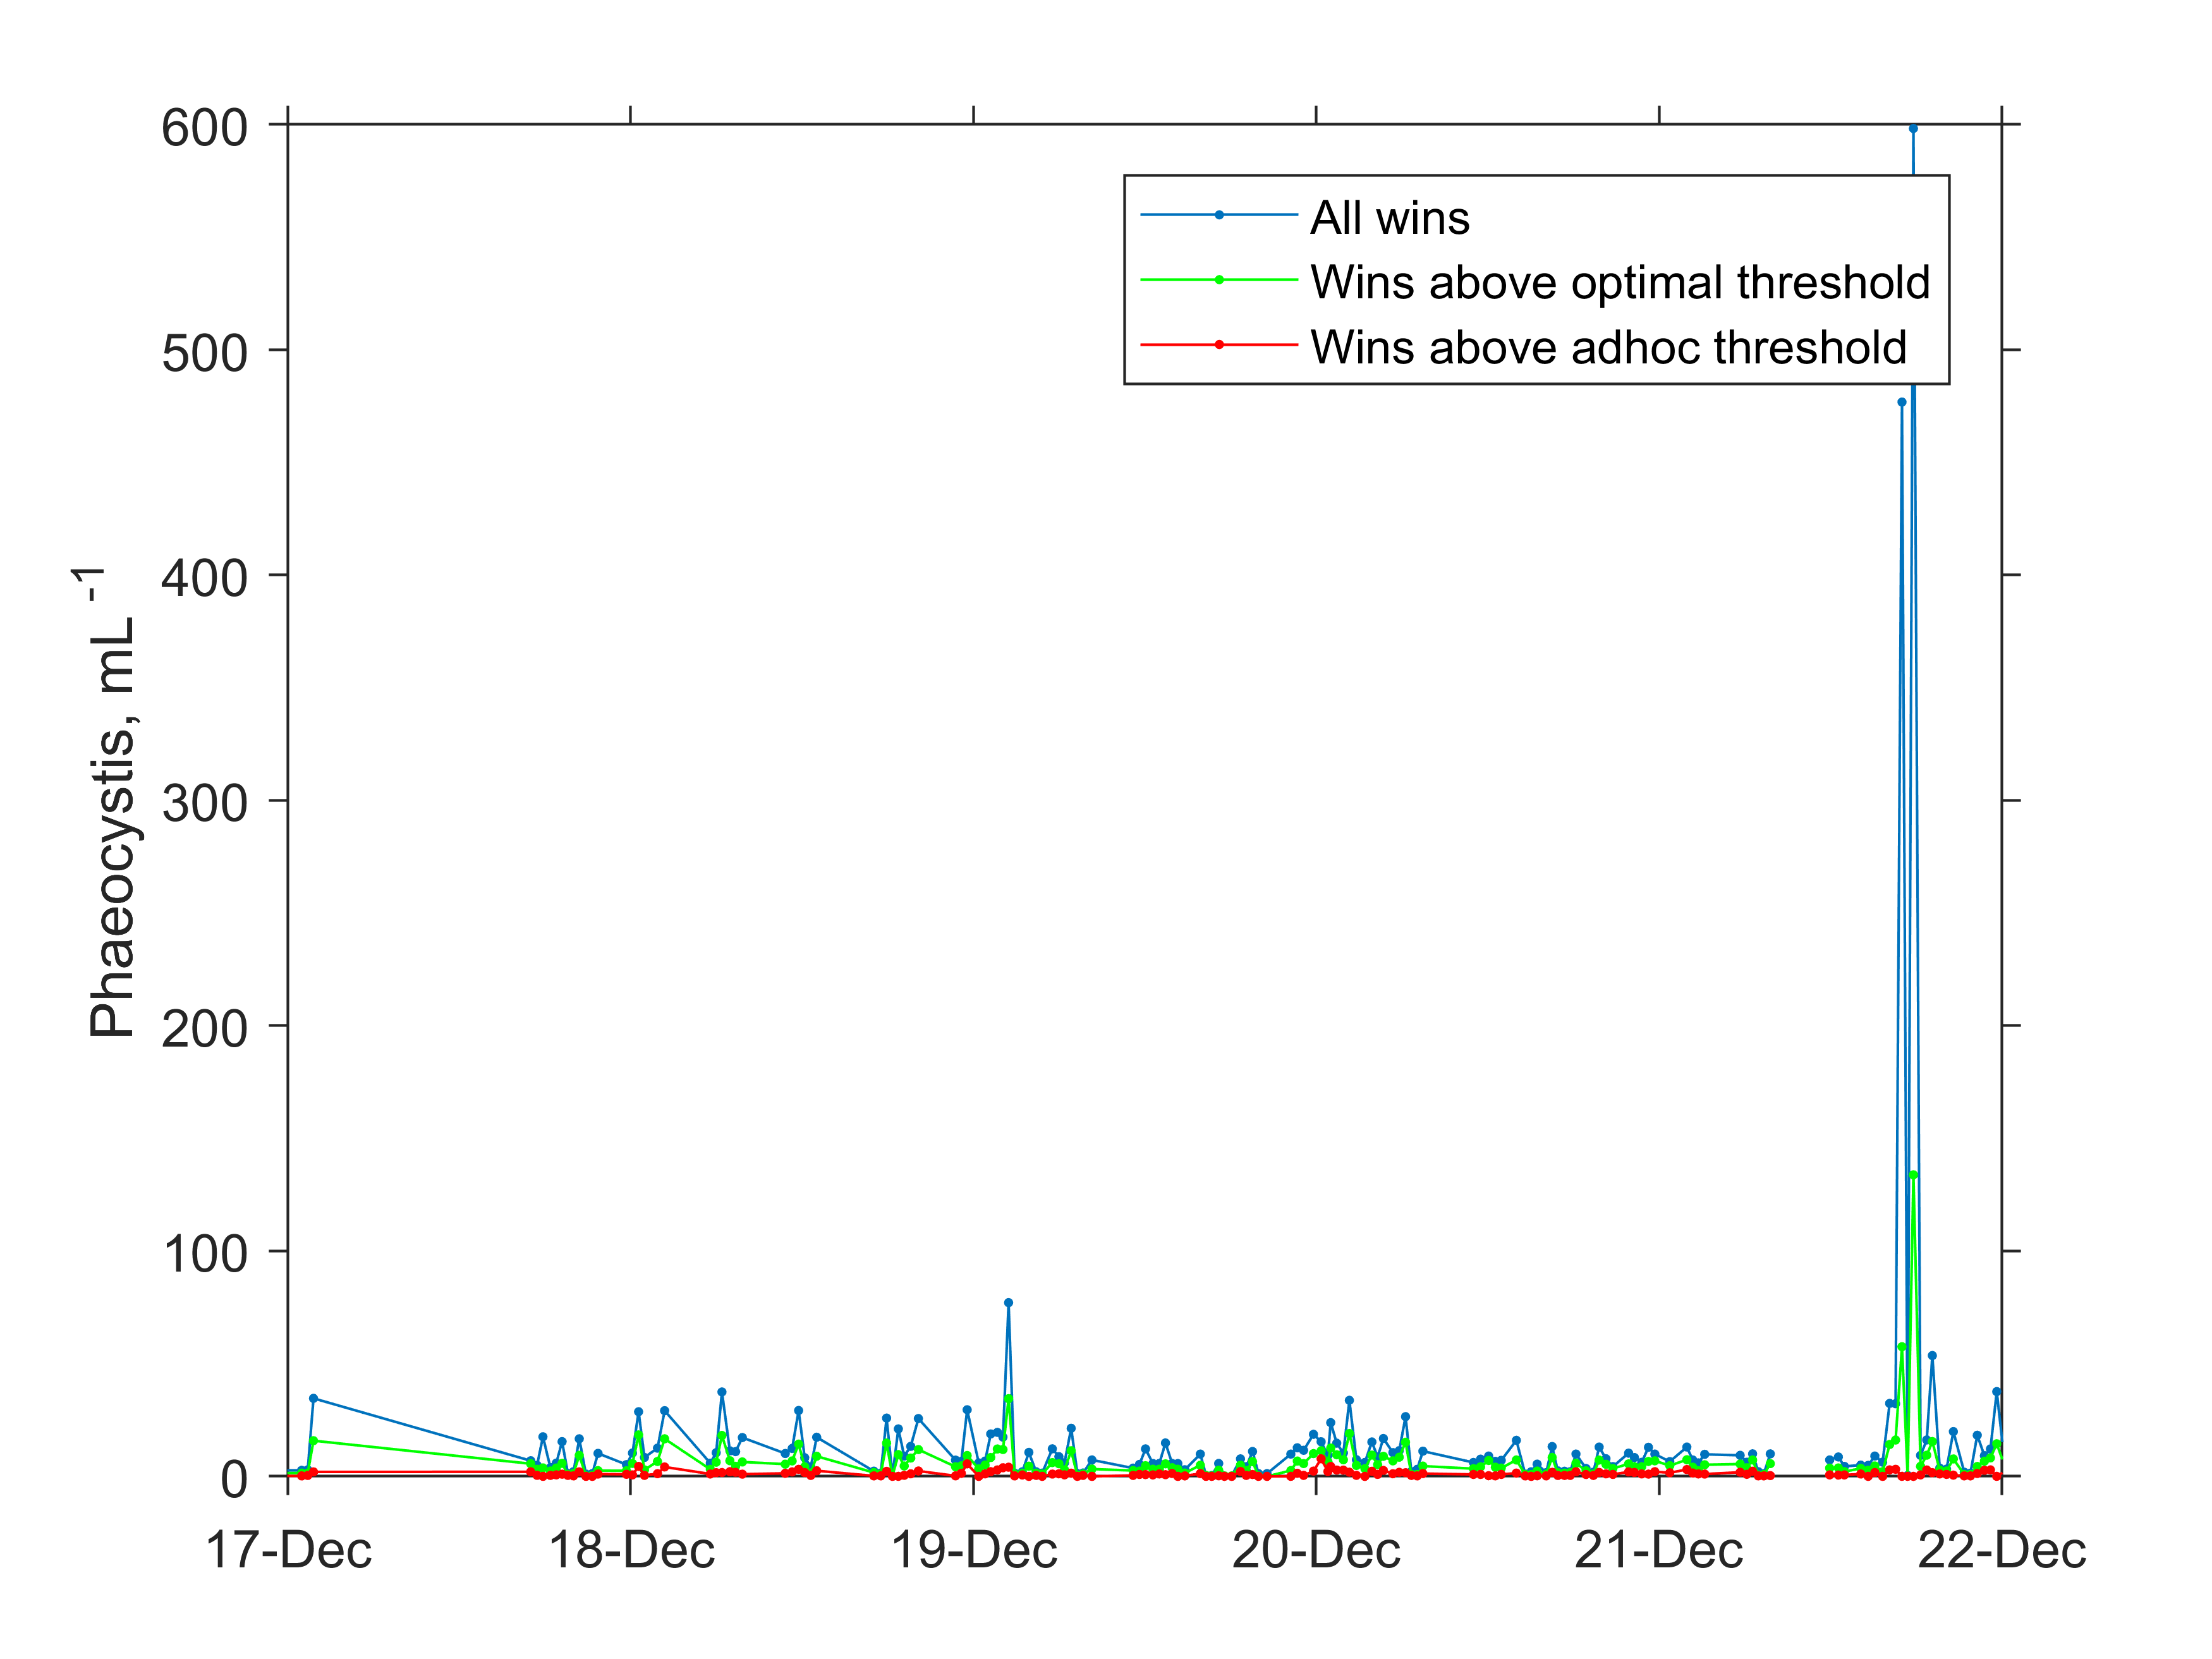 600
500
400
300
200
100
0
Phaeocystis, mL -1
All wins
Wins above optimal threshold
Wins above adhoc threshold
17-Dec 18-Dec 19-Dec 20-Dec 21-Dec 22-Dec